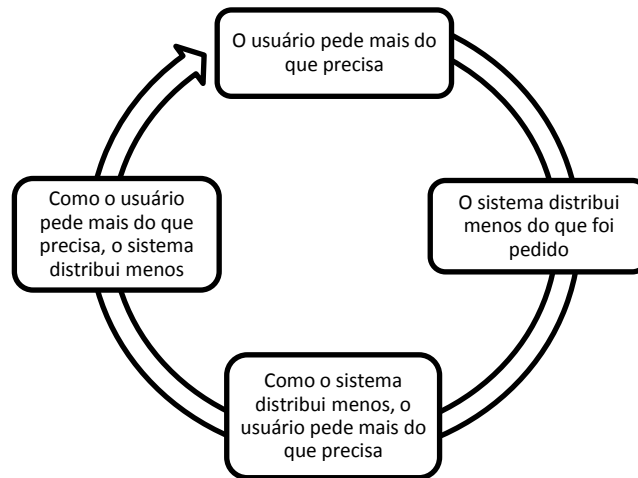 O usuário pede mais do
que precisa
O sistema distribui
menos do que foi
pedido
Como o sistema
distribui menos, o
usuário pede mais do
que precisa
Como o usuário
pede mais do que
precisa, o sistema
distribui menos